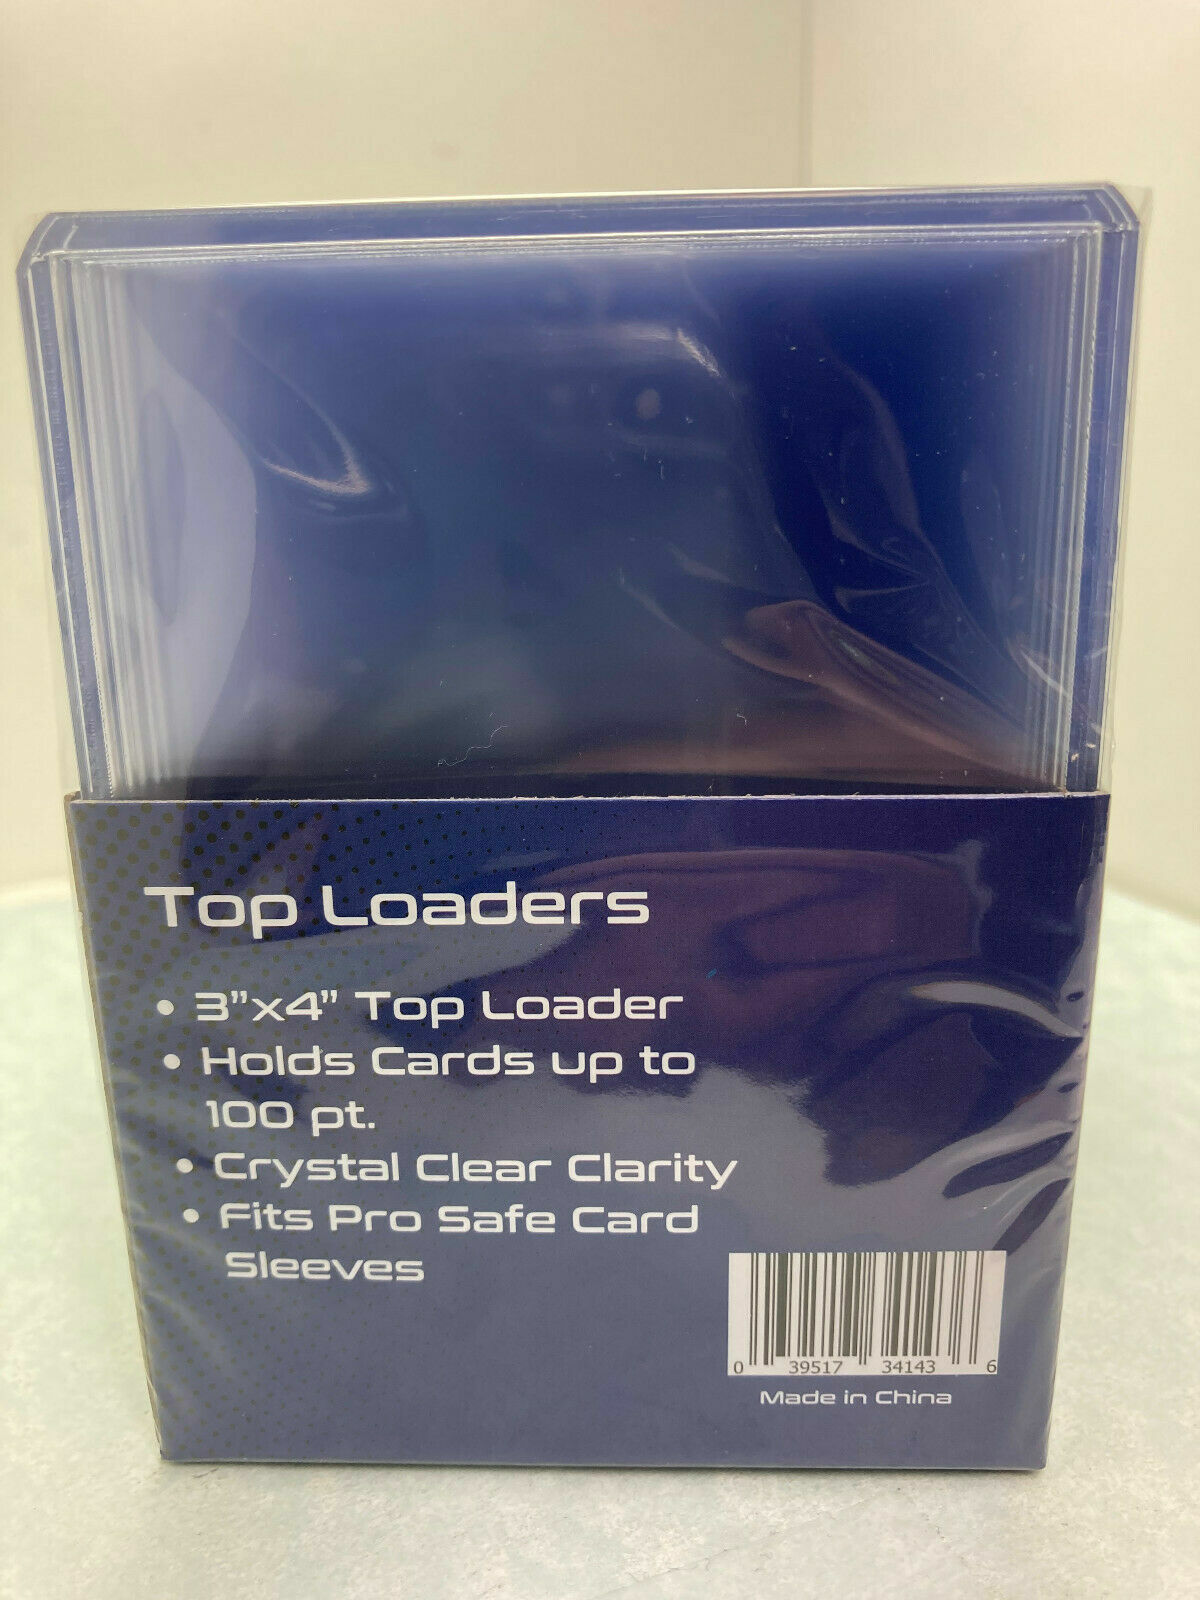 Top Loaders
• 3”x4” Top Loader
• Holds Cards up to
100 pt.
• Crystal Clear Clarity
• Fits Pro Safe Card
Sleeves
0 39517 34143 6
Made in China